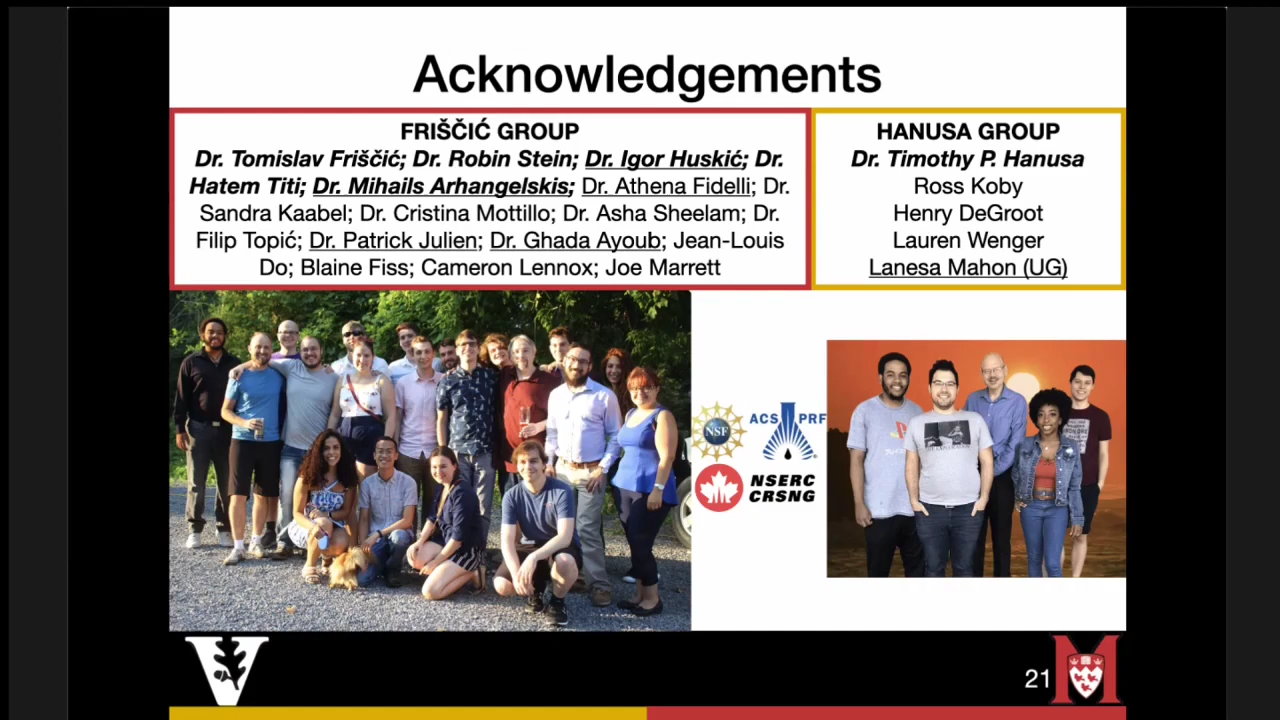 Acknowledgements
FRIŠČIĆ GROUP
Dr. Tomislav Friščić; Dr. Robin Stein; Dr. Igor Huskić; Dr.
Hatem Titi; Dr. Mihails Arhangelskis; Dr. Athena Fidelli; Dr.
Sandra Kaabel; Dr. Cristina Mottillo; Dr. Asha Sheelam; Dr.
Filip Topić; Dr. Patrick Julien; Dr. Ghada Ayoub; Jean-Louis
Do; Blaine Fiss; Cameron Lennox; Joe Marrett
HANUSA GROUP
Dr. Timothy P. Hanusa
Ross Koby
Henry DeGroot
Lauren Wenger
Lanesa Mahon (UG)
NSF
ACS PRF
NSERC
CRSNG
V
21
M